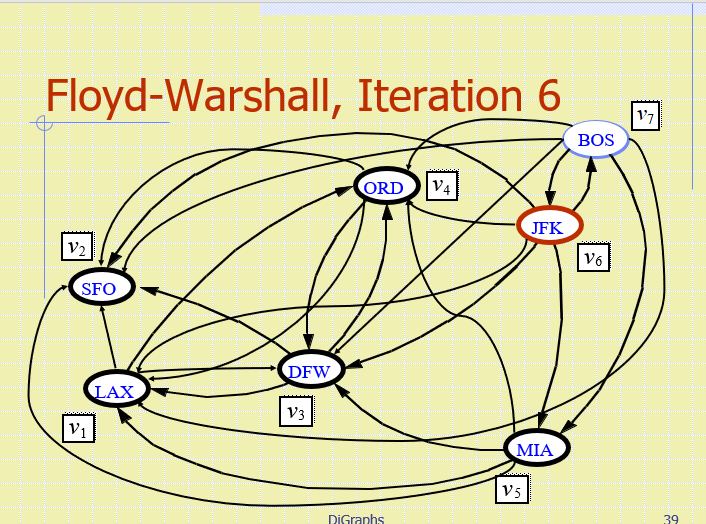 Floyd-Warshall, Iteration 6
BOS
v7
ORD
v4
JFK
v6
v2
SFO
DFW
v3
LAX
v1
MIA
v5
DiGraphs
39